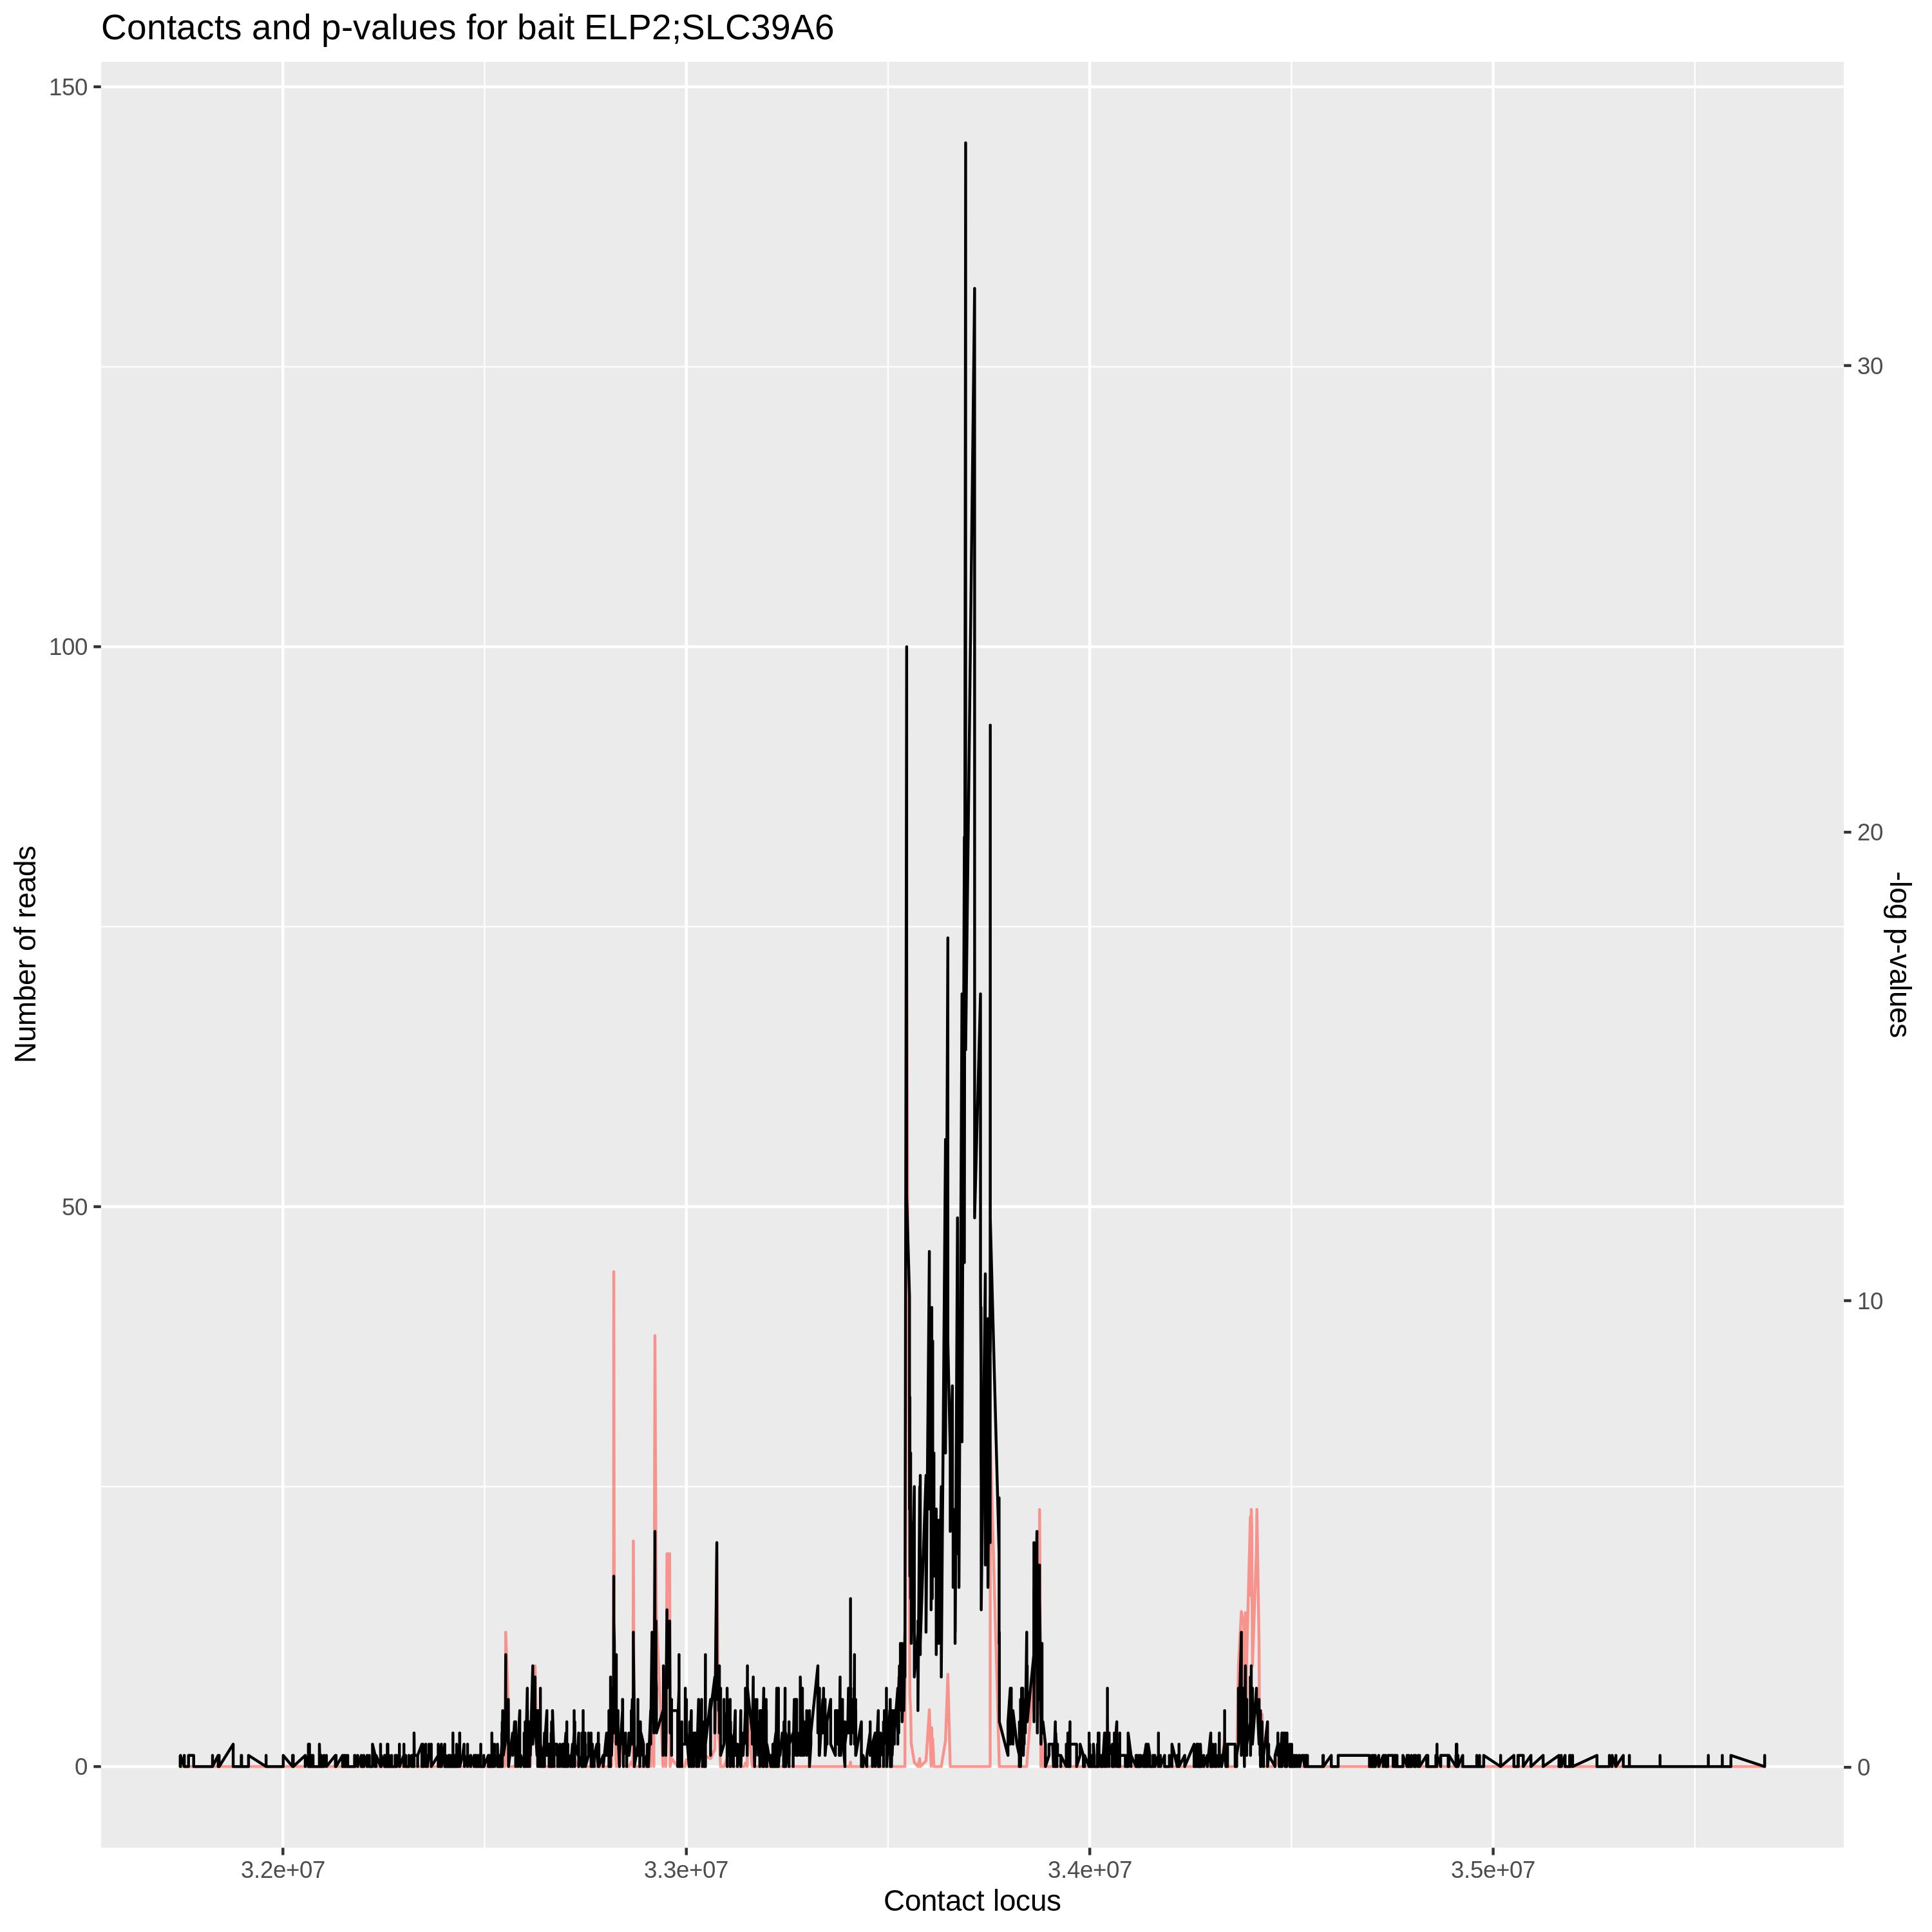 Contacts and p-values for bait ELP2;SLC39A6
150
100
50
0
Number of reads
30
20
10
0
-log p-values
3.2e+07 3.3e+07 3.4e+07 3.5e+07
Contact locus